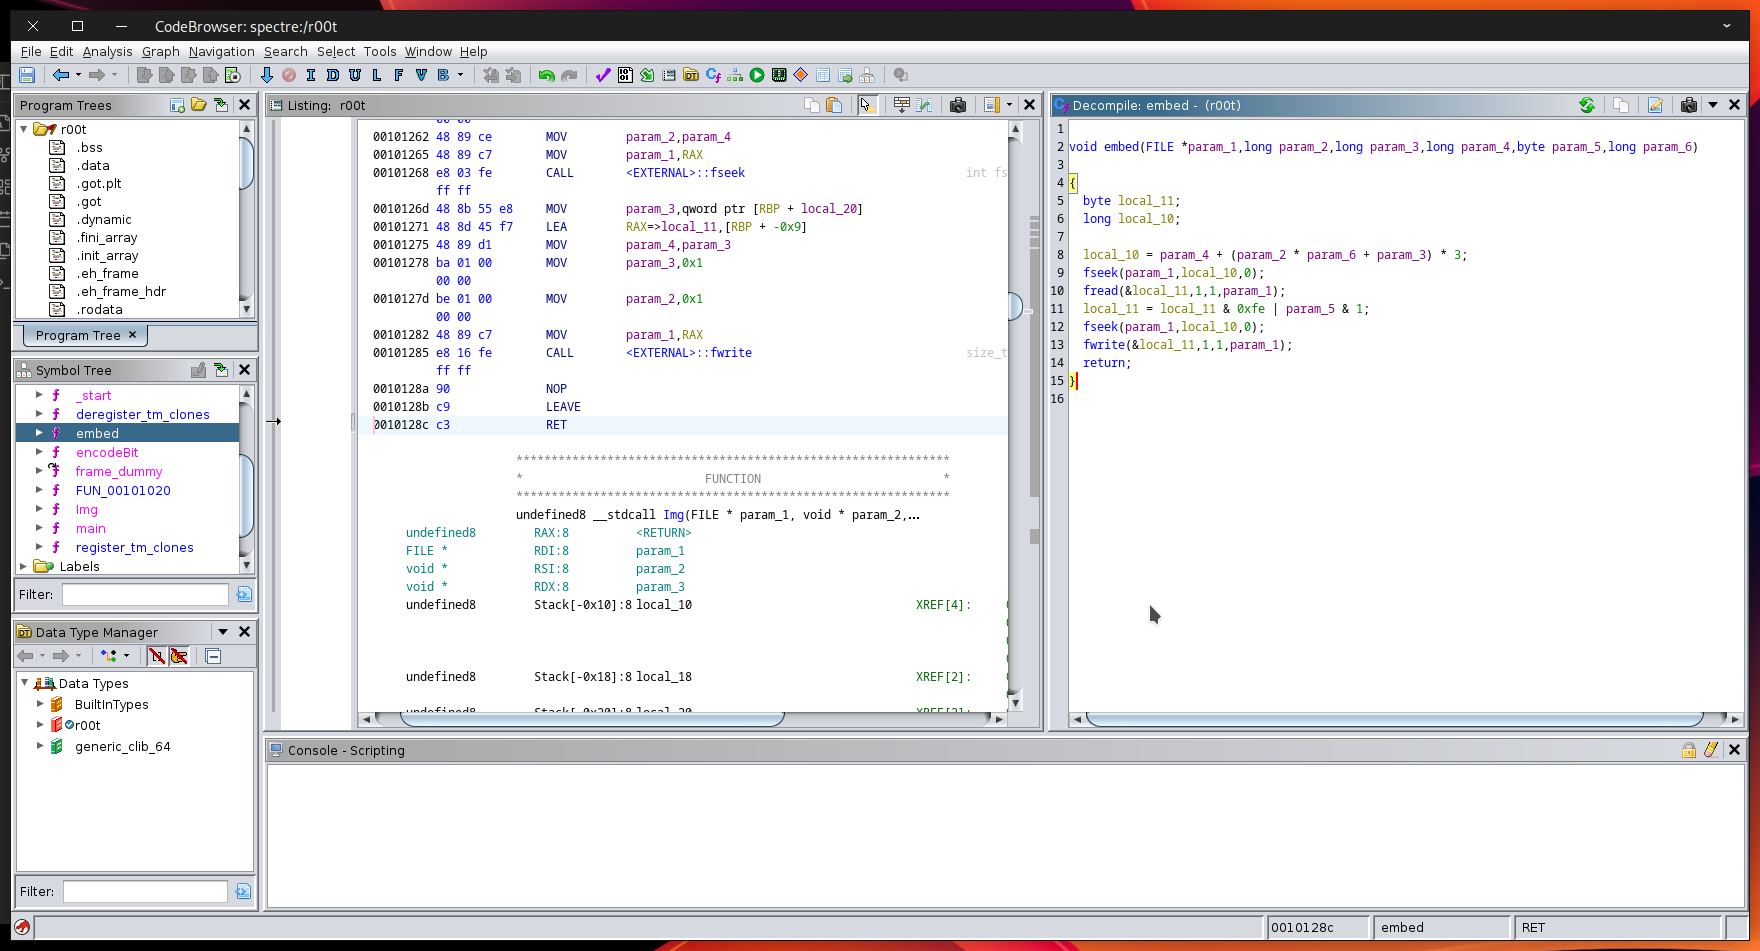 CodeBrowser: spectre:/r00t
File Edit Analysis Graph Navigation Search Select Tools Window Help
I D U L F V B
Program Trees
r00t
.bss
.data
.got.plt
.got
.dynamic
.fini_array
.init_array
.eh_frame
.eh_frame_hdr
.rodata
Program Tree ×
Symbol Tree
_start
deregister_tm_clones
embed
encodeBit
frame_dummy
FUN_00101020
Img
main
register_tm_clones
Labels
Filter:
Data Type Manager
Data Types
BuiltInTypes
r00t
generic_clib_64
Filter:
Listing: r00t
00101262 48 89 ce MOV param_2,param_4
00101265 48 89 c7 MOV param_1,RAX
00101268 e8 03 fe CALL <EXTERNAL>::fseek int fs
ff ff
0010126d 48 8b 55 e8 MOV param_3,qword ptr [RBP + local_20]
00101271 48 8d 45 f7 LEA RAX=>local_11,[RBP + -0x9]
00101275 48 89 d1 MOV param_4,param_3
00101278 ba 01 00 MOV param_3,0x1
00 00
0010127d be 01 00 MOV param_2,0x1
00 00
00101282 48 89 c7 MOV param_1,RAX
00101285 e8 16 fe CALL <EXTERNAL>::fwrite size_t
ff ff
0010128a 90 NOP
0010128b c9 LEAVE
0010128c c3 RET
**************************************************************
* FUNCTION *
**************************************************************
undefined8 __stdcall Img(FILE * param_1, void * param_2,...
undefined8 RAX:8 <RETURN>
FILE * RDI:8 param_1
void * RSI:8 param_2
void * RDX:8 param_3
undefined8 Stack[-0x10]:8 local_10 XREF[4]:
undefined8 Stack[-0x18]:8 local_18 XREF[2]:
undefined8 Stack[-0x20]:8 local_20 XREF[2]:
Decompile: embed - (r00t)
1
2 void embed(FILE *param_1,long param_2,long param_3,long param_4,byte param_5,long param_6)
3
4 {
5 byte local_11;
6 long local_10;
7
8 local_10 = param_4 + (param_2 * param_6 + param_3) * 3;
9 fseek(param_1,local_10,0);
10 fread(&local_11,1,1,param_1);
11 local_11 = local_11 & 0xfe | param_5 & 1;
12 fseek(param_1,local_10,0);
13 fwrite(&local_11,1,1,param_1);
14 return;
15 }
16
Console - Scripting
0010128c embed RET